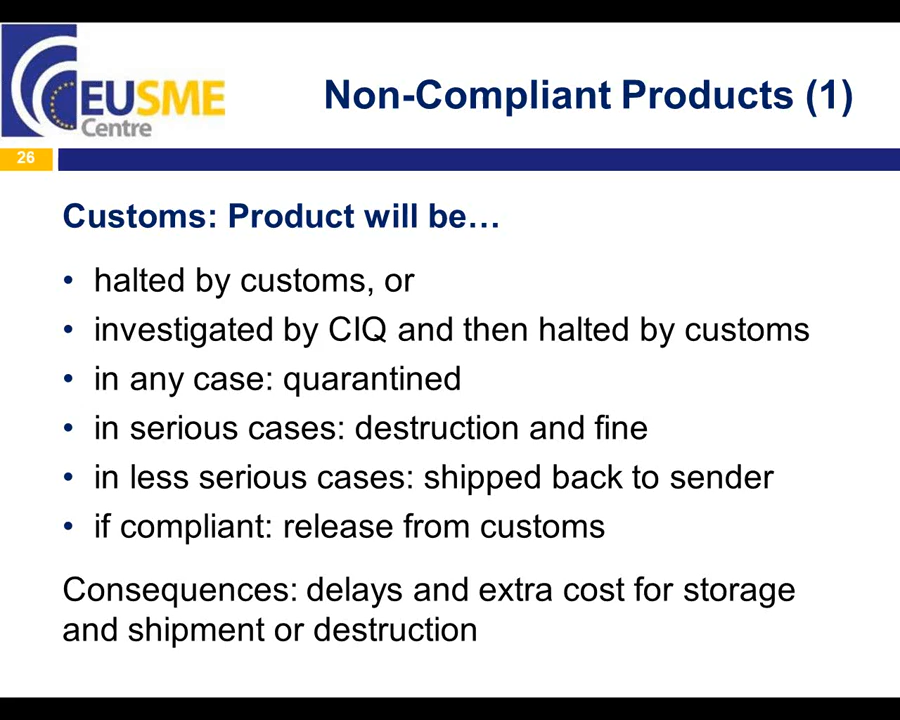 EUSME
Centre
Non-Compliant Products (1)
26
Customs: Product will be…
• halted by customs, or
• investigated by CIQ and then halted by customs
• in any case: quarantined
• in serious cases: destruction and fine
• in less serious cases: shipped back to sender
• if compliant: release from customs
Consequences: delays and extra cost for storage
and shipment or destruction